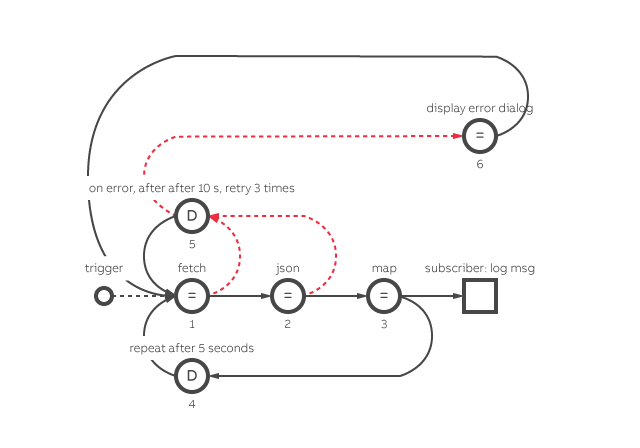 display error dialog
=
6
on error, after after 10 s, retry 3 times
D
5
trigger
fetch
json
map
subscriber: log msg
=
=
=
1
2
3
repeat after 5 seconds
D
4